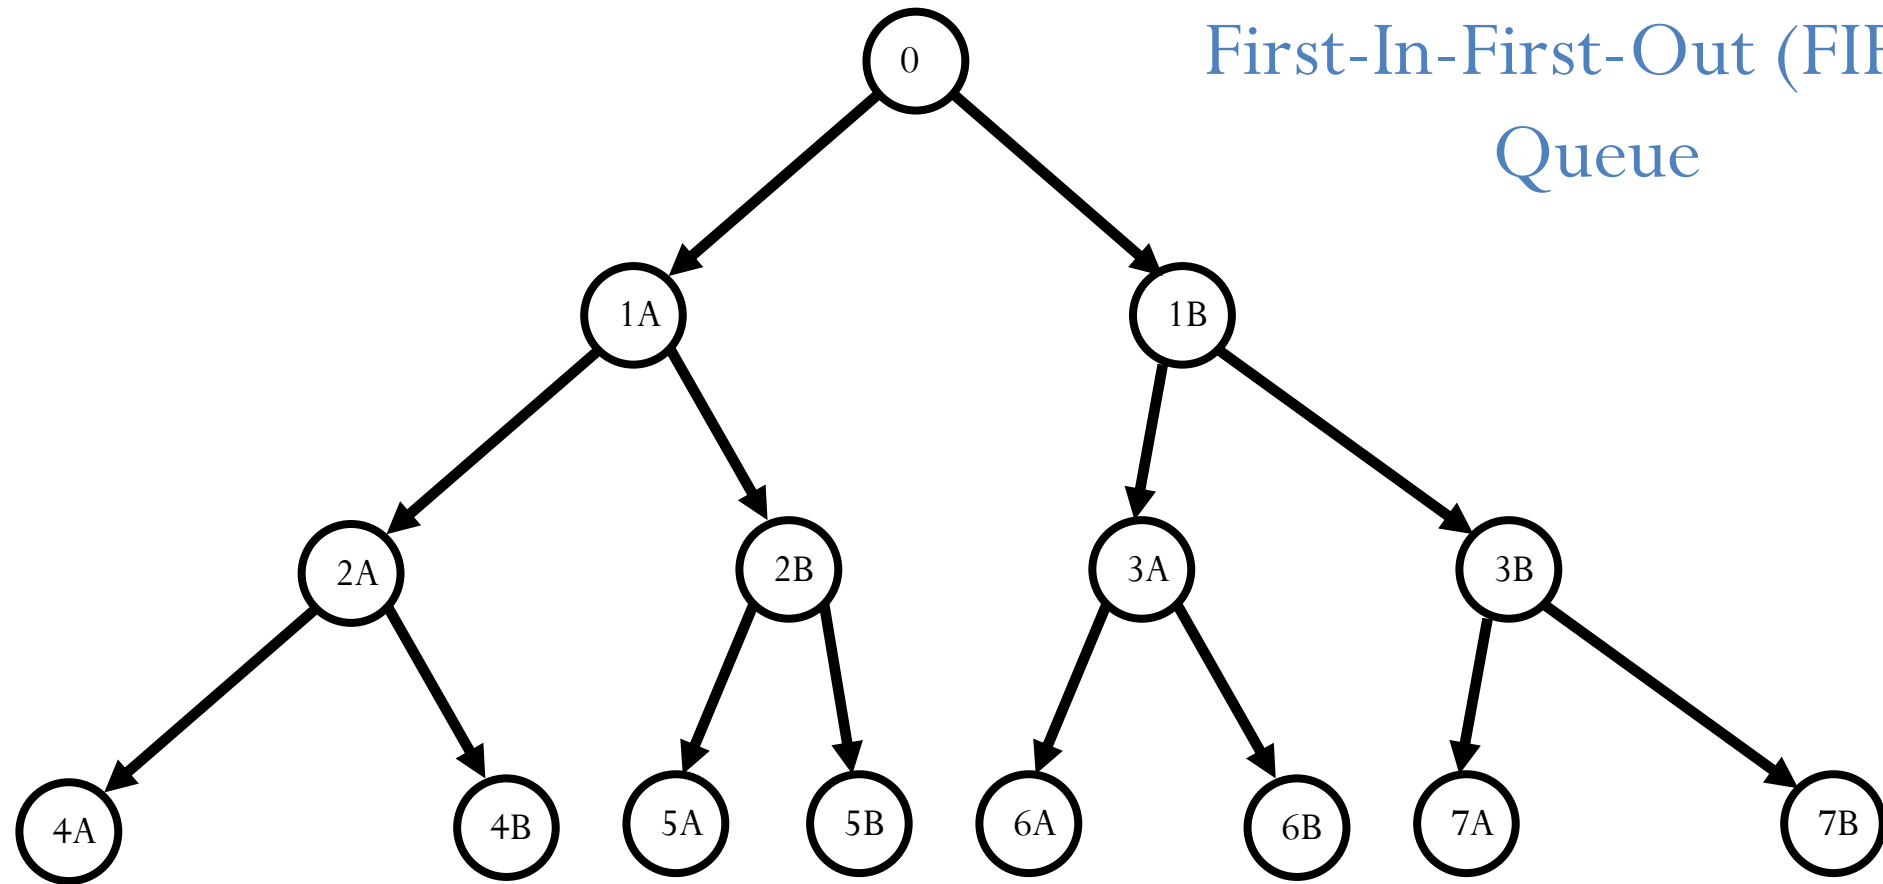 First-In-First-Out (FIF
Queue
0
1A
1B
2A
2B
3A
3B
4A
4B
5A
5B
6A
6B
7A
7B